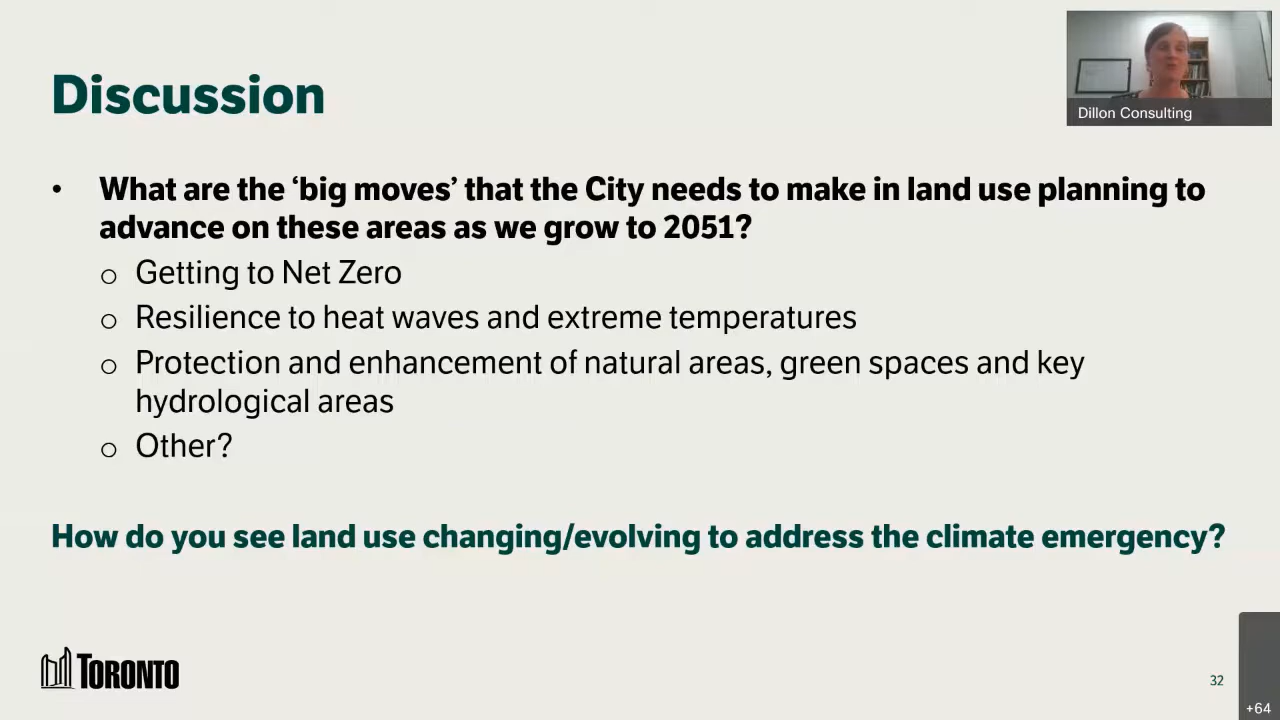 Discussion
Dillon Consulting
• What are the ‘big moves’ that the City needs to make in land use planning to
advance on these areas as we grow to 2051?
o Getting to Net Zero
o Resilience to heat waves and extreme temperatures
o Protection and enhancement of natural areas, green spaces and key
hydrological areas
o Other?
How do you see land use changing/evolving to address the climate emergency?
TORONTO
32
+64